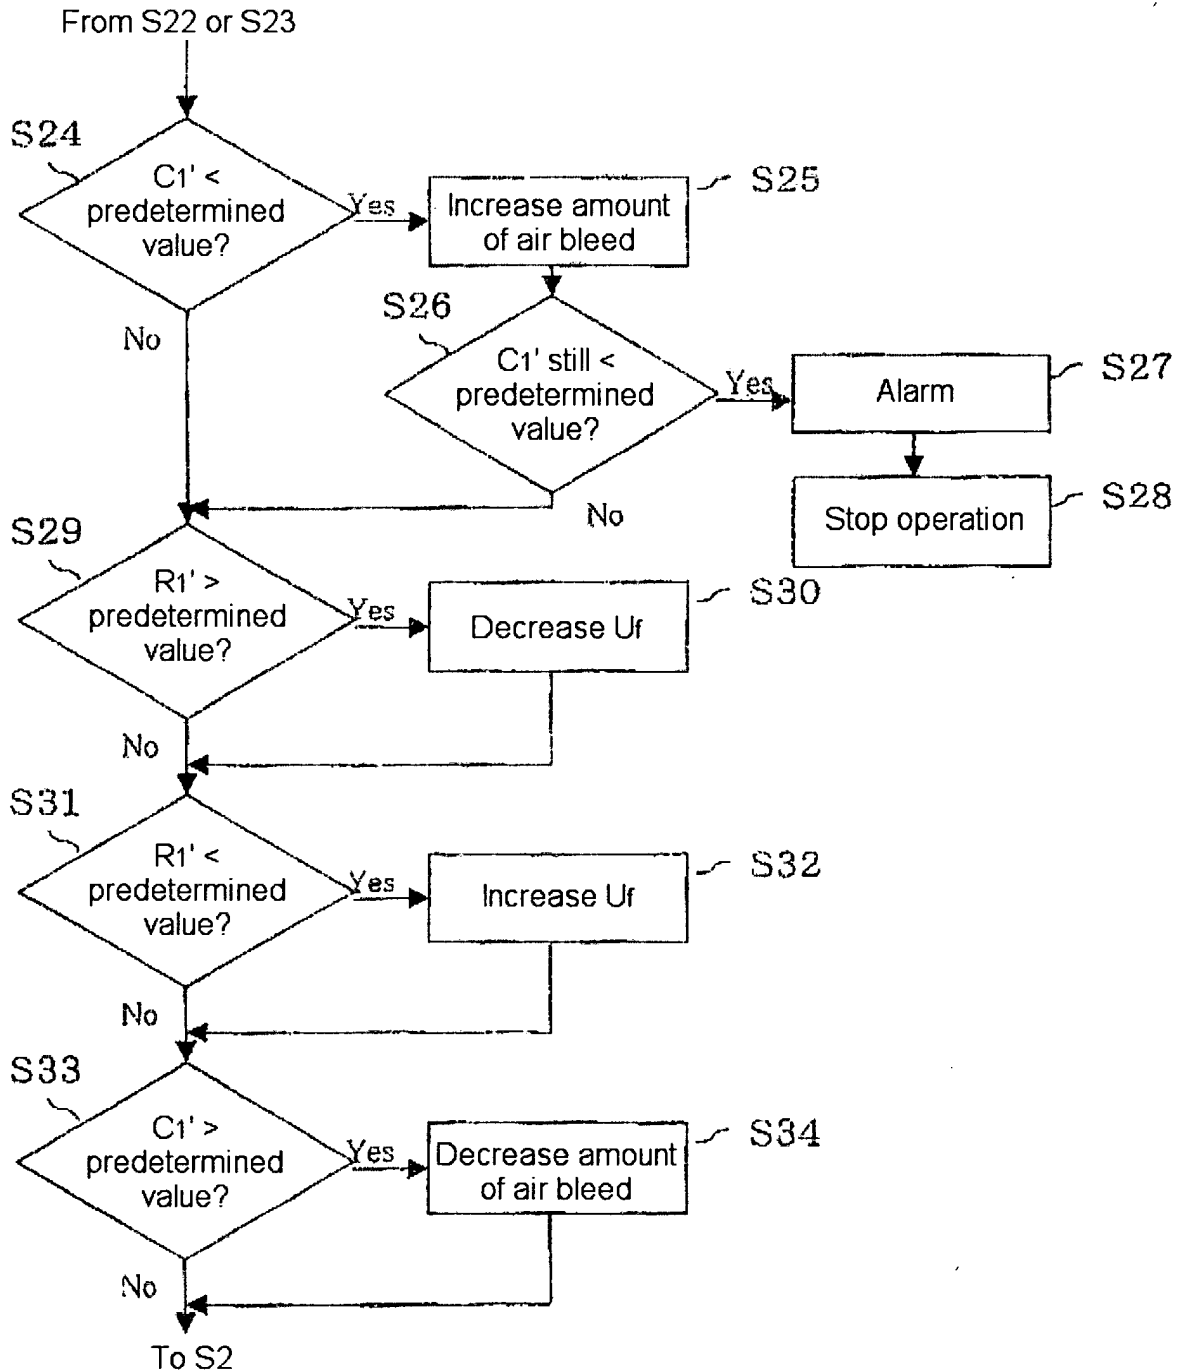 From S22 or S23
S24
C1' <
predetermined
value?
Yes
Increase amount
of air bleed
S25
No
S26
C1' still <
predetermined
value?
Yes
Alarm
S27
Stop operation
S28
No
S29
R1' >
predetermined
value?
Yes
Decrease Uf
S30
No
S31
R1' <
predetermined
value?
Yes
Increase Uf
S32
No
S33
C1' >
predetermined
value?
Yes
Decrease amount
of air bleed
S34
No
To S2